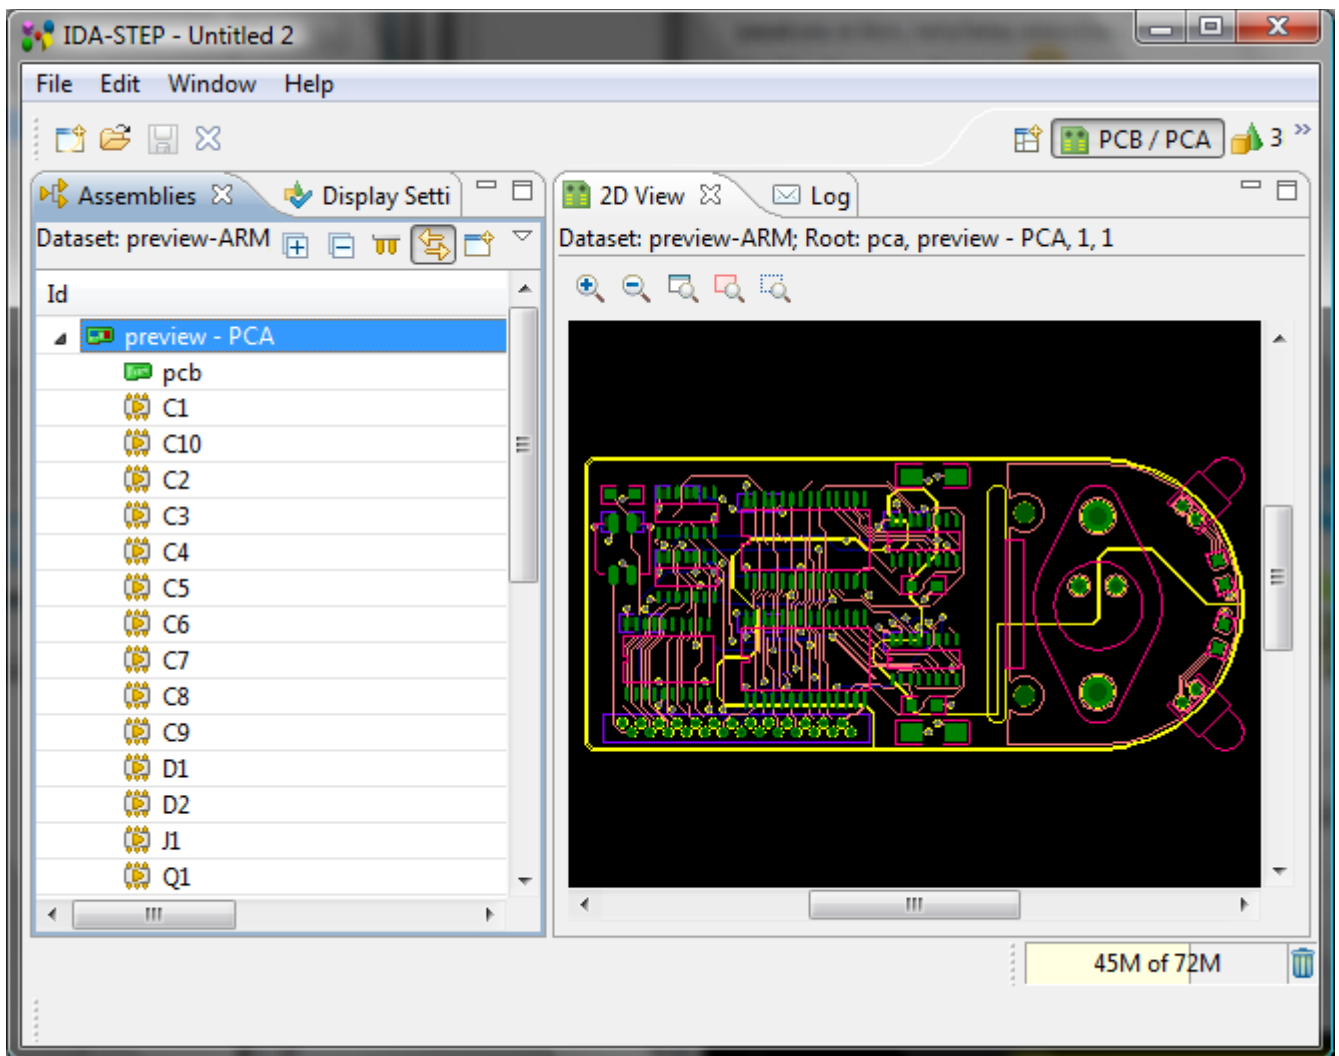 IDA-STEP - Untitled 2
File Edit Window Help
PCB / PCA 3
Assemblies Display Setti
Dataset: preview-ARM
Id
preview - PCA
pcb
C1
C10
C2
C3
C4
C5
C6
C7
C8
C9
D1
D2
J1
Q1
2D View Log
Dataset: preview-ARM; Root: pca, preview - PCA, 1, 1
45M of 72M